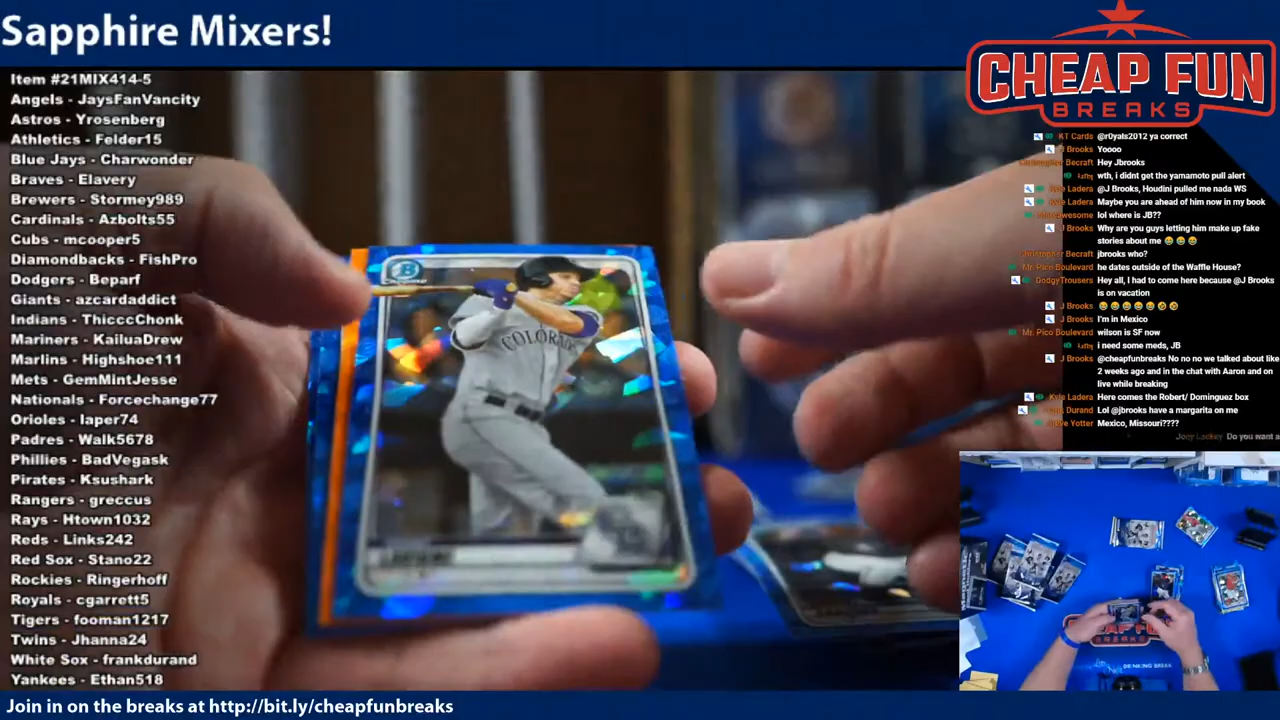 Sapphire Mixers!
Item #21MIX414-5
Angels - JaysFanVancity
Astros - Yrosenberg
Athletics - Felder15
Blue Jays - Charwonder
Braves - Elavery
Brewers - Stormey989
Cardinals - Azbolts55
Cubs - mcooper5
Diamondbacks - FishPro
Dodgers - Beparf
Giants - azcardaddict
Indians - ThicccChonk
Mariners - KailuaDrew
Marlins - Highshoe111
Mets - GemMintJesse
Nationals - Forcechange77
Orioles - laper74
Padres - Walk5678
Phillies - BadVegask
Pirates - Ksushark
Rangers - greccus
Rays - Htown1032
Reds - Links242
Red Sox - Stano22
Rockies - Ringerhoff
Royals - cgarrett5
Tigers - fooman1217
Twins - Jhanna24
White Sox - frankdurand
Yankees - Ethan518
B
COLORADO
CHEAP FUN
BREAKS
KT Cards @r0yals2012 ya correct
J Brooks Yoooo
Becraft Hey Jbrooks
wth, i didnt get the yamamoto pull alert
Ladera @J Brooks, Houdini pulled me nada WS
Ladera Maybe you are ahead of him now in my book
lol where is JB??
J Brooks Why are you guys letting him make up fake
stories about me 😂 😂 😂
Becraft jbrooks who?
Mr. Pico Boulevard he dates outside of the Waffle House?
DodgyTrousers Hey all, I had to come here because @J Brooks
is on vacation
J Brooks 😂 😂 😂 😂 🤣 🤣 🤣
J Brooks I'm in Mexico
Mr. Pico Boulevard wilson is SF now
i need some meds, JB
J Brooks @cheapfunbreaks No no no we talked about like
2 weeks ago and in the chat with Aaron and on
live while breaking
Kyle Ladera Here comes the Robert/ Dominguez box
Durand Lol @jbrooks have a margarita on me
Yotter Mexico, Missouri????
Do you want a
CHEAP FUN
BREAKS
Join in on the breaks at http://bit.ly/cheapfunbreaks